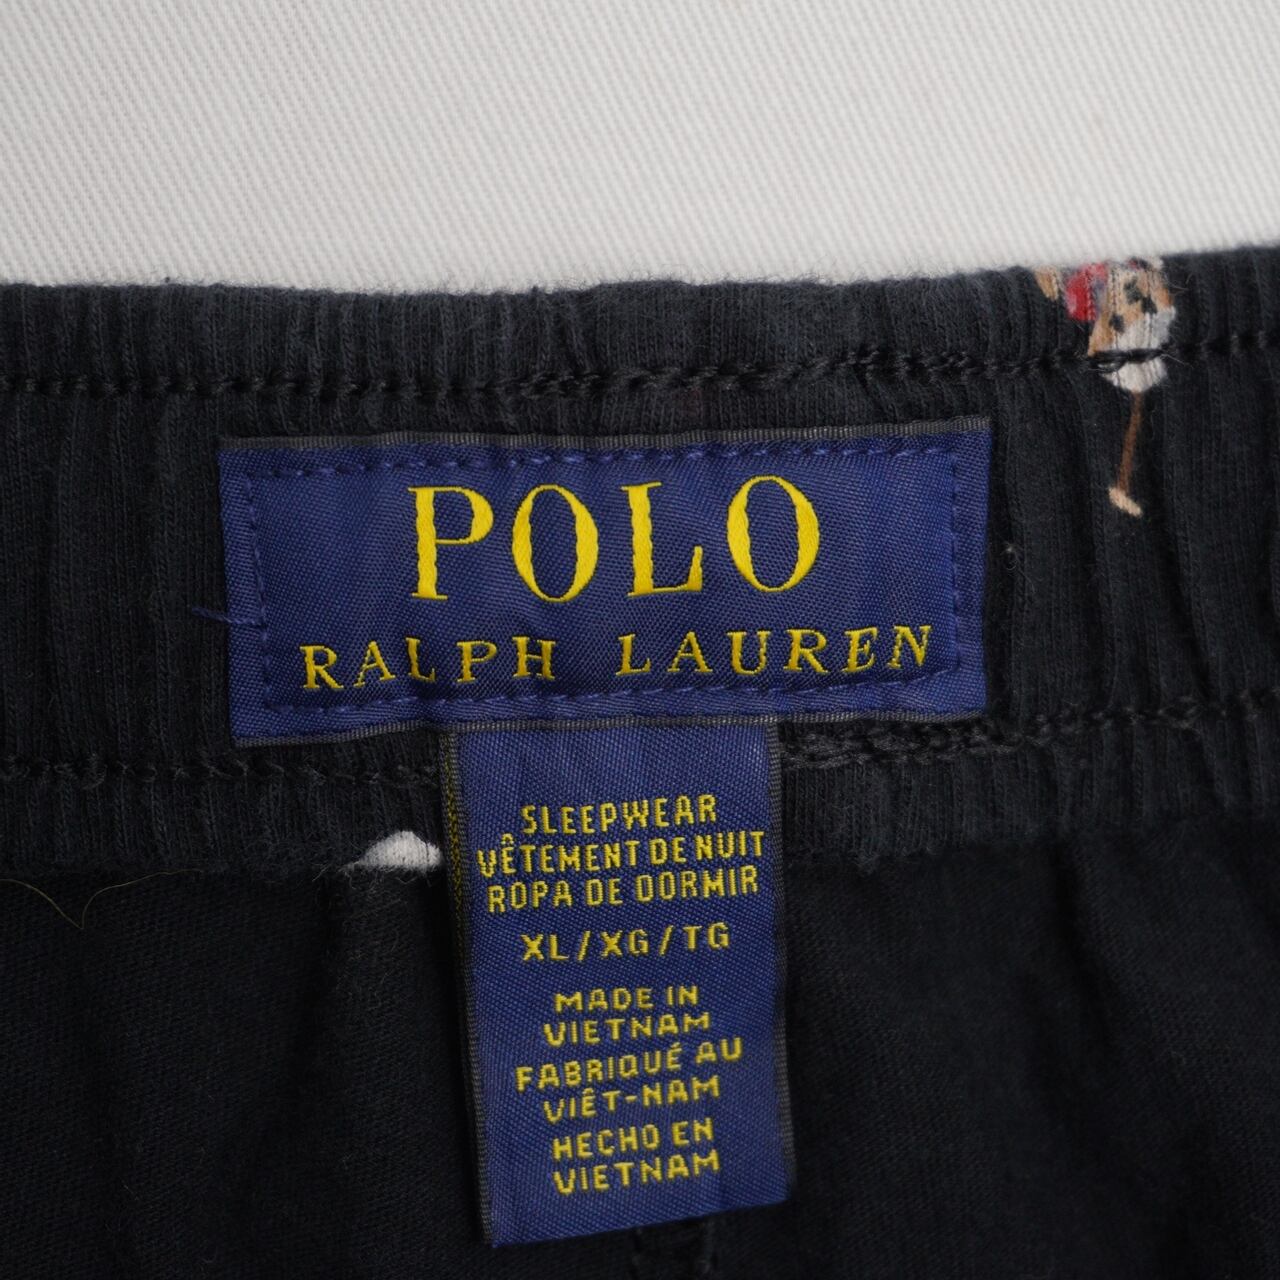 POLO
RALPH LAUREN
SLEEPWEAR
VÊTEMENT DE NUIT
ROPA DE DORMIR
XL/XG/TG
MADE IN
VIETNAM
FABRIQUÉ AU
VIÊT-NAM
HECHO EN
VIETNAM